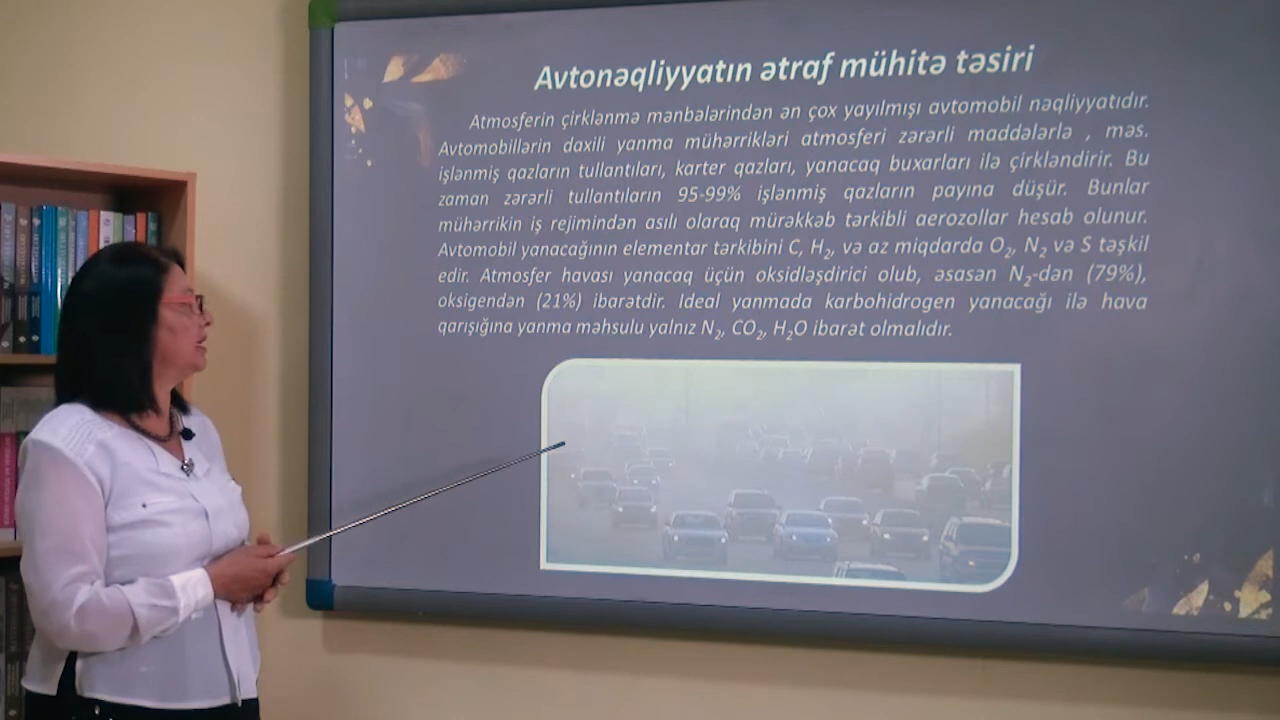 Avtonəqliyyatın ətraf mühitə təsiri
Atmosferin çirklənmə mənbələrindən ən çox yayılmışı avtomobil nəqliyyatıdır.
Avtomobillərin daxili yanma mühərrikləri atmosferi zərərli maddələrlə , məs.
işlənmiş qazların tullantıları, karter qazları, yanacaq buxarları ilə çirkləndirir. Bu
zaman zərərli tullantıların 95-99% işlənmiş qazların payına düşür. Bunlar
mühərrikin iş rejimindən asılı olaraq mürəkkəb tərkibli aerozollar hesab olunur.
Avtomobil yanacağının elementar tərkibini C, H₂, və az miqdarda O₂, N₂ və S təşkil
edir. Atmosfer havası yanacaq üçün oksidləşdirici olub, əsasən N₂-dən (79%),
oksigendən (21%) ibarətdir. Ideal yanmada karbohidrogen yanacağı ilə hava
qarışığına yanma məhsulu yalnız N₂, CO₂, H₂O ibarət olmalıdır.